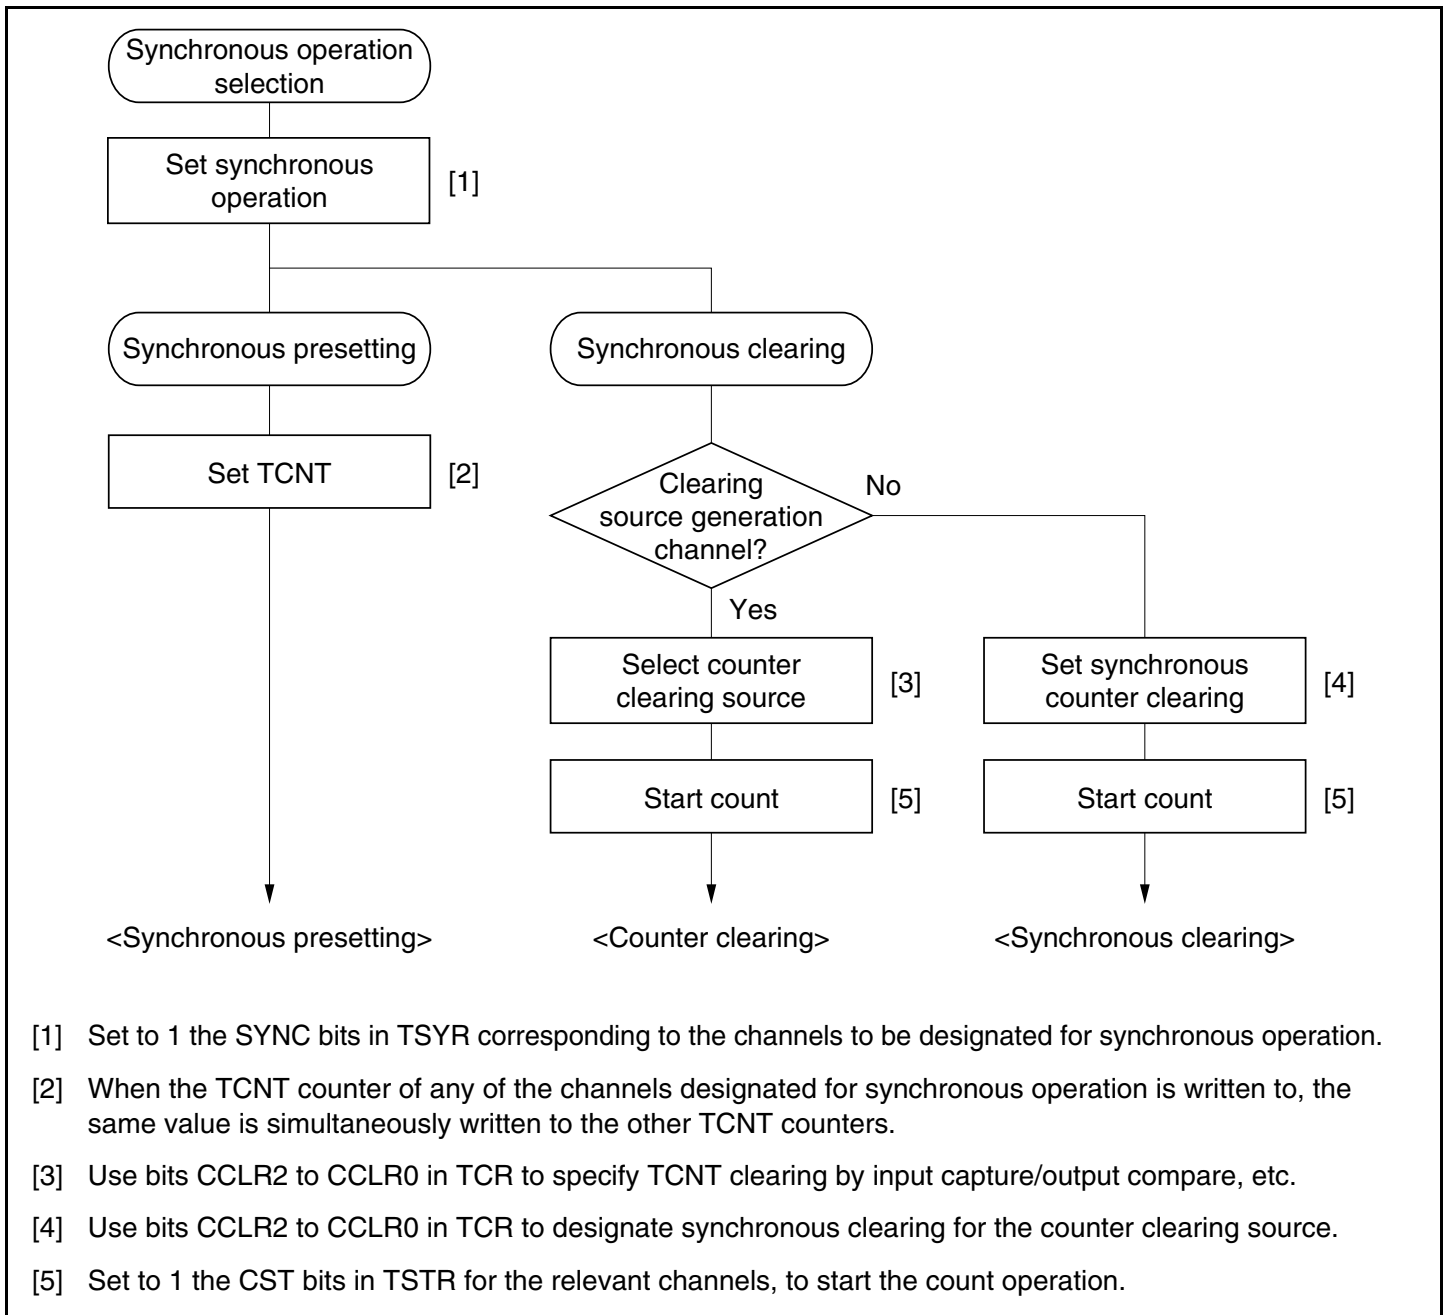 Synchronous operation
selection
Set synchronous
operation
[1]
Synchronous presetting
Synchronous clearing
Set TCNT
[2]
Clearing
source generation
channel?
No
Yes
Select counter
clearing source
[3]
Set synchronous
counter clearing
[4]
Start count
[5]
Start count
[5]
<Synchronous presetting>
<Counter clearing>
<Synchronous clearing>
[1] Set to 1 the SYNC bits in TSYR corresponding to the channels to be designated for synchronous operation.
[2] When the TCNT counter of any of the channels designated for synchronous operation is written to, the
same value is simultaneously written to the other TCNT counters.
[3] Use bits CCLR2 to CCLR0 in TCR to specify TCNT clearing by input capture/output compare, etc.
[4] Use bits CCLR2 to CCLR0 in TCR to designate synchronous clearing for the counter clearing source.
[5] Set to 1 the CST bits in TSTR for the relevant channels, to start the count operation.